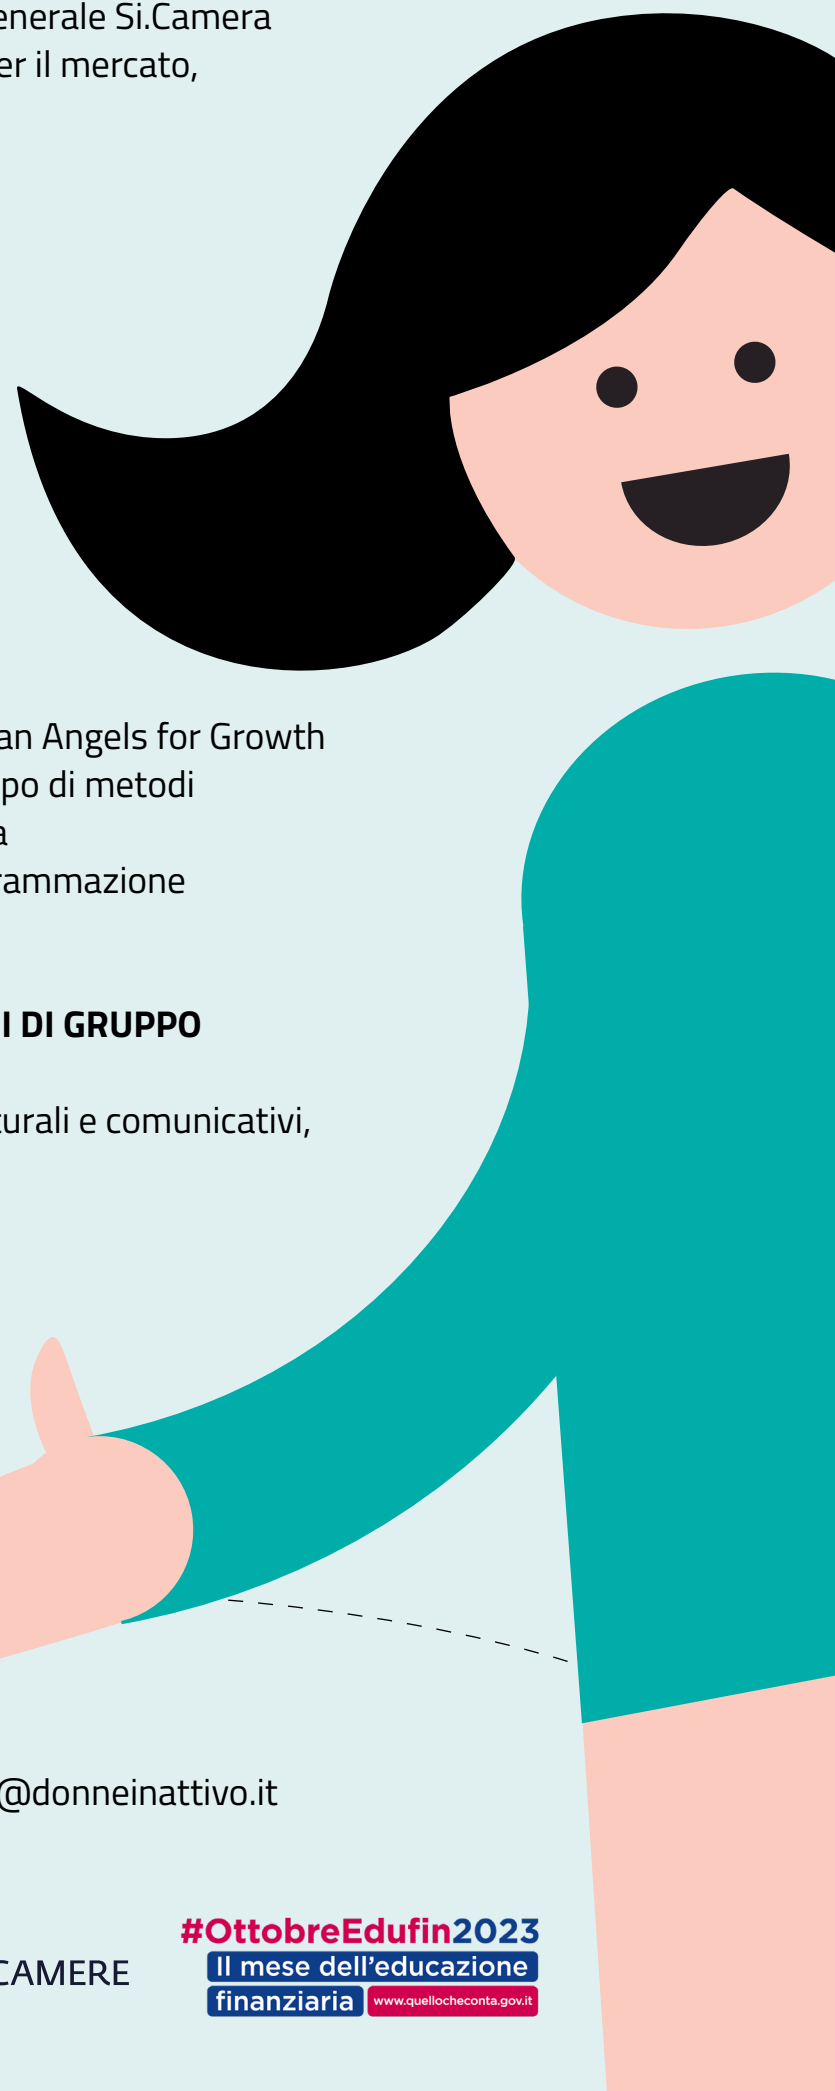 enerale Si.Camera
er il mercato,
an Angels for Growth
po di metodi
a
rammazione
I DI GRUPPO
turali e comunicativi,
@donneinattivo.it
CAMERE
#OttobreEdufin2023
Il mese dell'educazione
finanziaria www.quellocheconta.gov.it